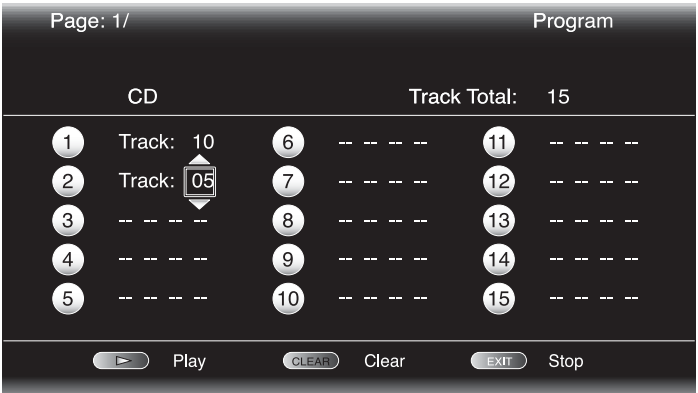 Page: 1/ Program
CD Track Total: 15
1 Track: 10 6 -- -- -- -- 11 -- -- -- --
2 Track: 05 7 -- -- -- -- 12 -- -- -- --
3 -- -- -- -- 8 -- -- -- -- 13 -- -- -- --
4 -- -- -- -- 9 -- -- -- -- 14 -- -- -- --
5 -- -- -- -- 10 -- -- -- -- 15 -- -- -- --
Play CLEAR Clear EXIT Stop